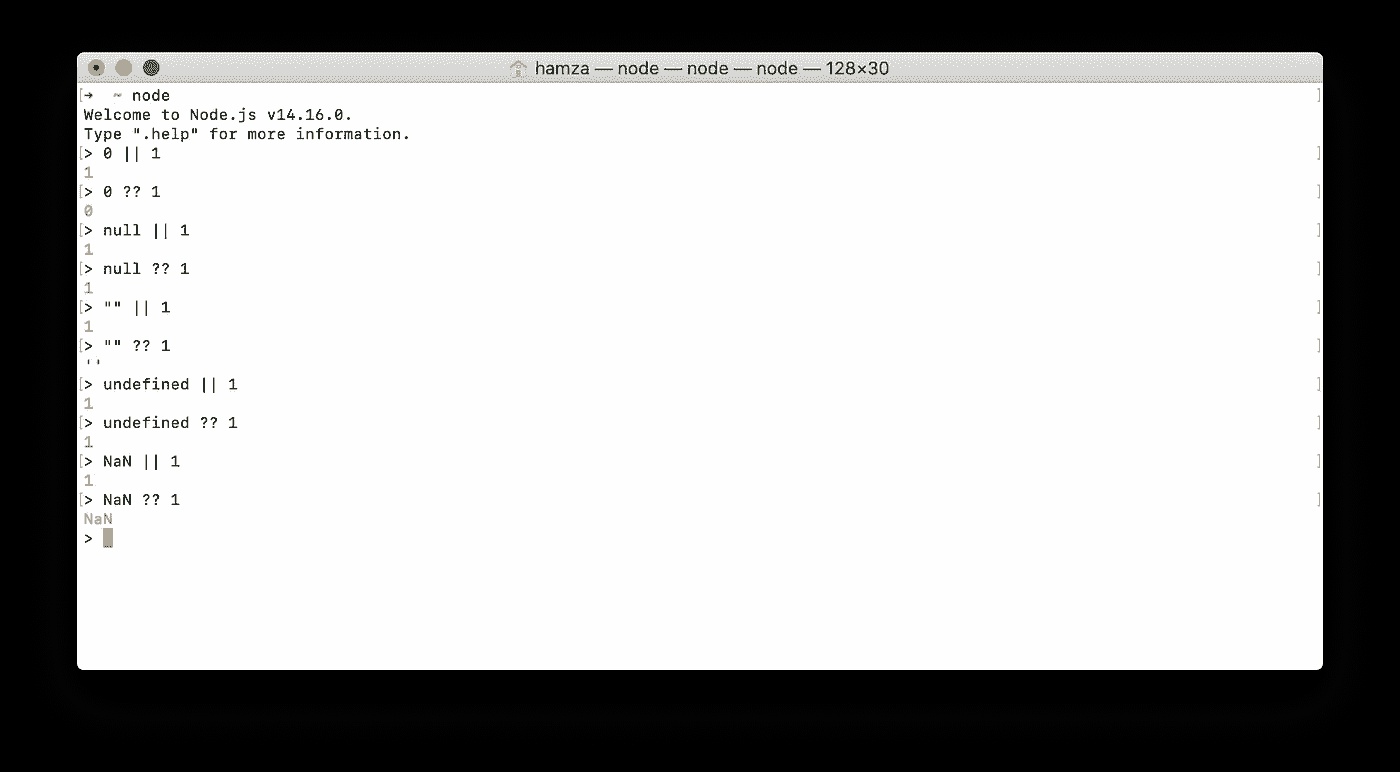 hamza — node — node — node — 128×30
[➜  ~ node ]
Welcome to Node.js v14.16.0.
Type ".help" for more information.
[> 0 || 1 ]
1
[> 0 ?? 1 ]
0
[> null || 1 ]
1
[> null ?? 1 ]
1
[> "" || 1 ]
1
[> "" ?? 1 ]
''
[> undefined || 1 ]
1
[> undefined ?? 1 ]
1
[> NaN || 1 ]
1
[> NaN ?? 1 ]
NaN
>